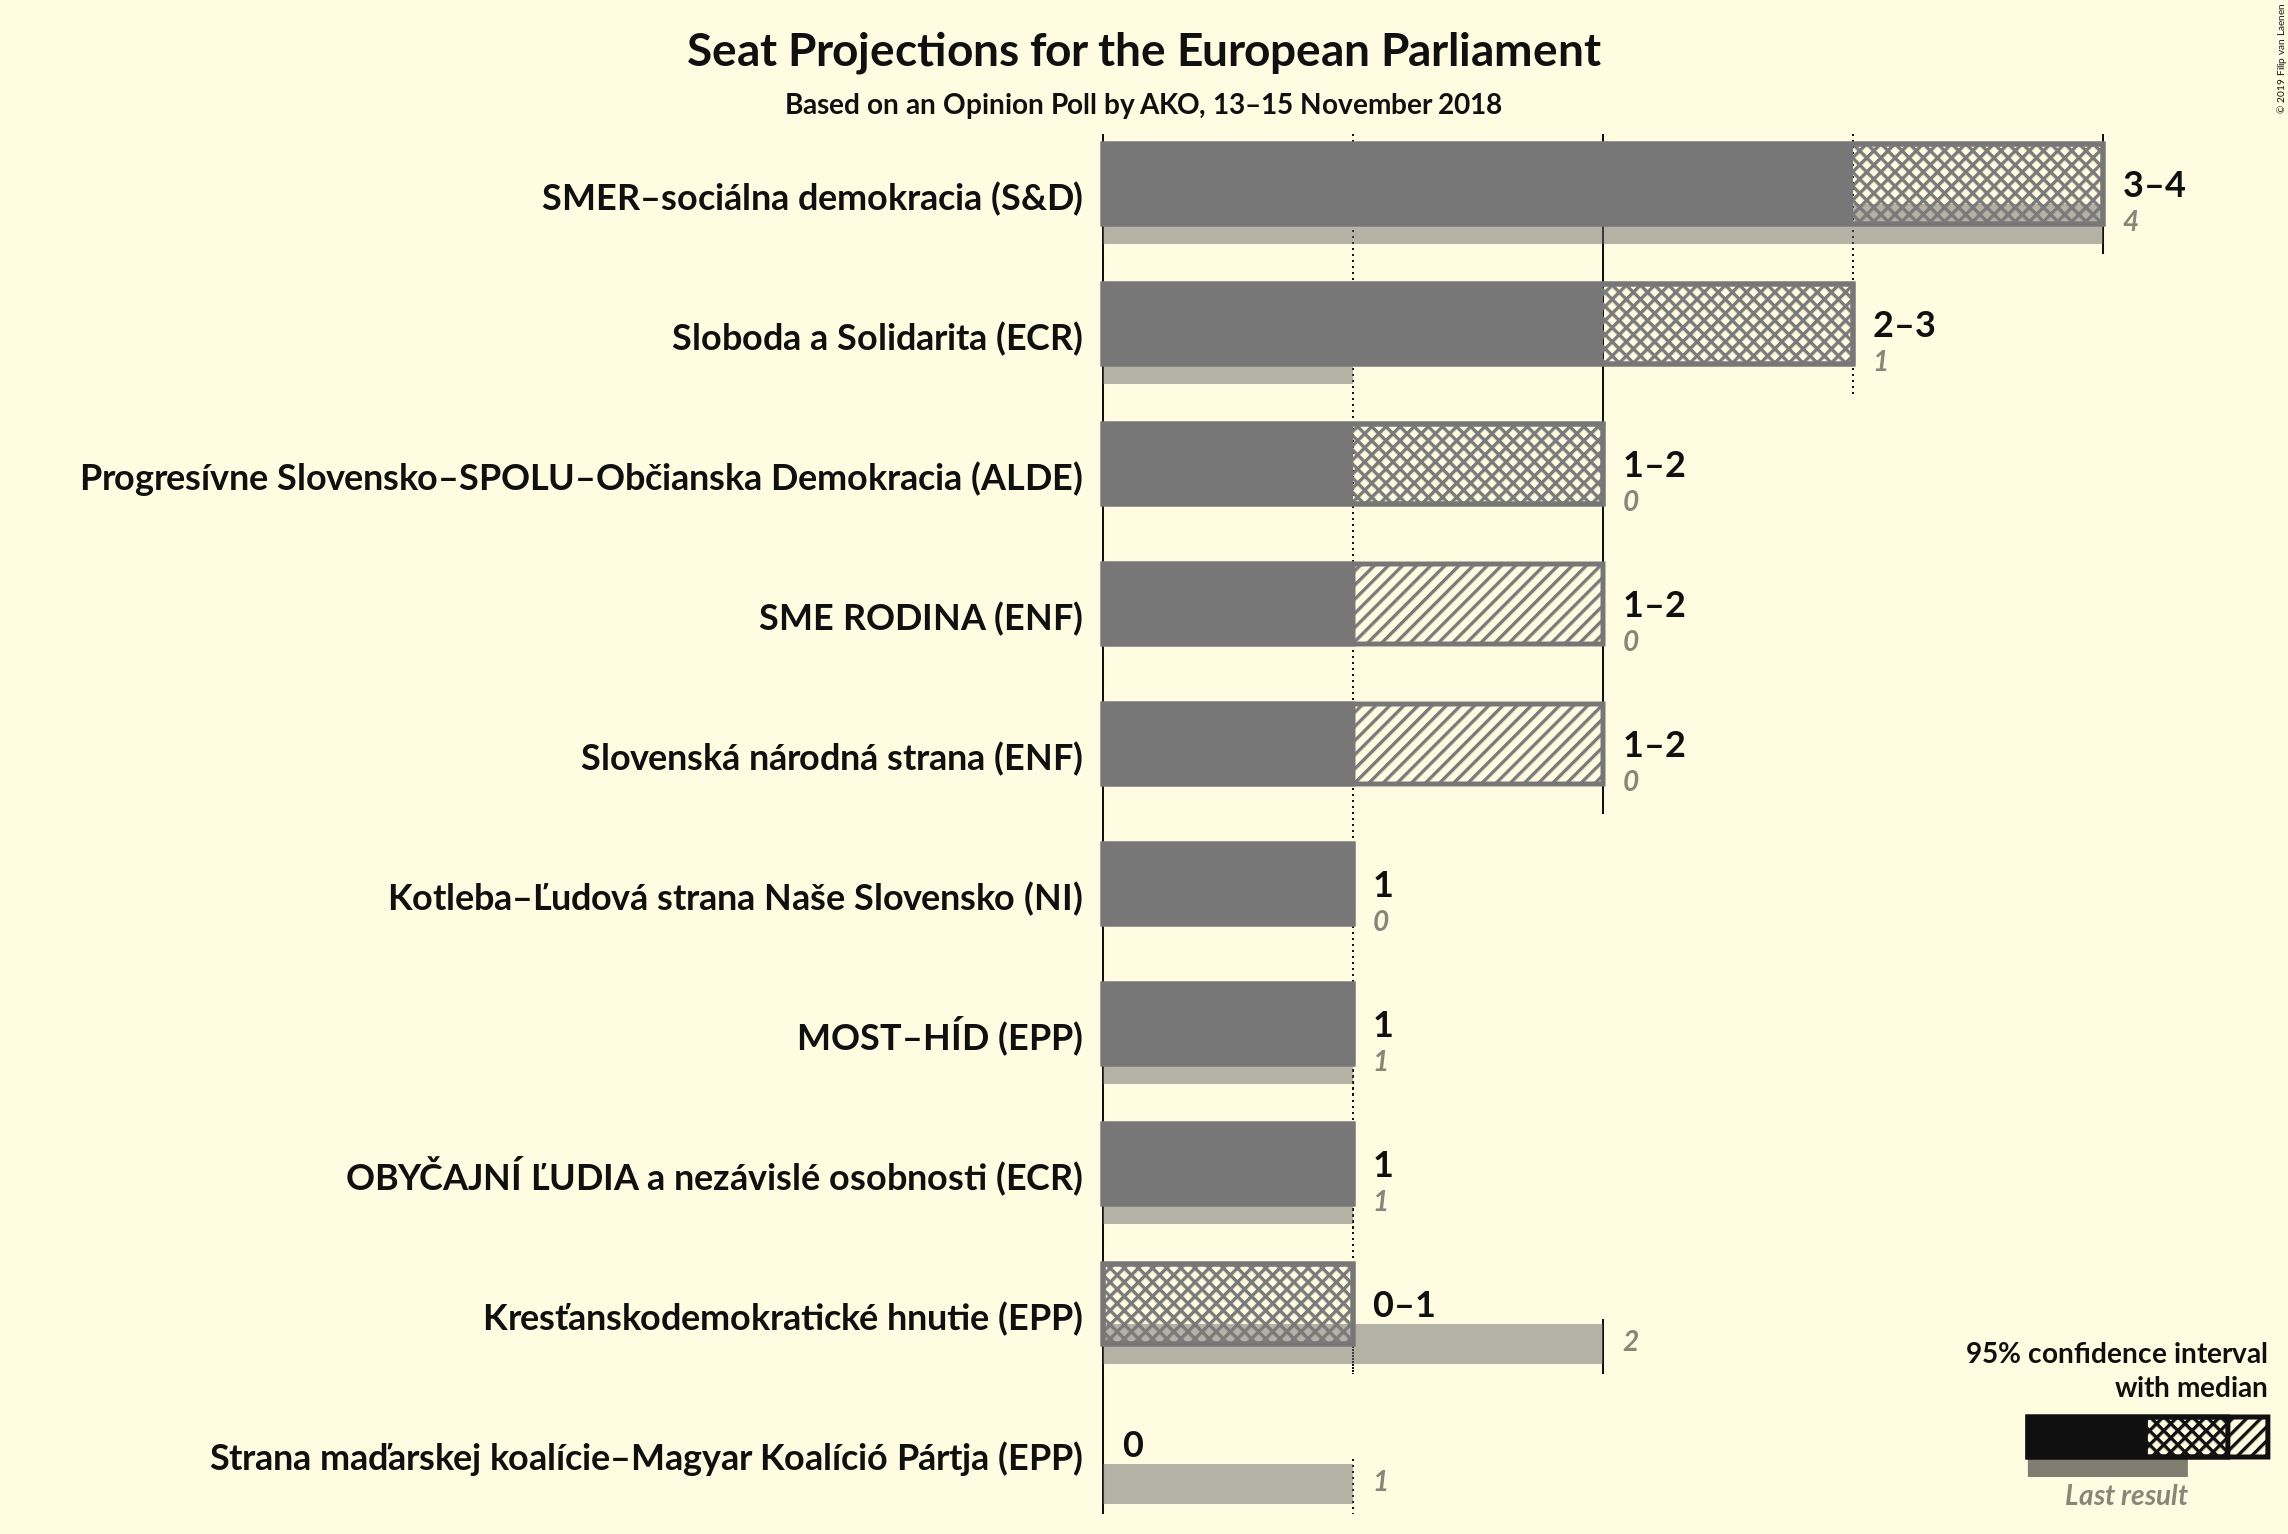 Seat Projections for the European Parliament
Based on an Opinion Poll by AKO, 13–15 November 2018
© 2019 Filip van Laenen
SMER–sociálna demokracia (S&D)
3–4
4
Sloboda a Solidarita (ECR)
2–3
1
Progresívne Slovensko–SPOLU–Občianska Demokracia (ALDE)
1–2
0
SME RODINA (ENF)
1–2
0
Slovenská národná strana (ENF)
1–2
0
Kotleba–Ľudová strana Naše Slovensko (NI)
1
0
MOST–HÍD (EPP)
1
1
OBYČAJNÍ ĽUDIA a nezávislé osobnosti (ECR)
1
1
Kresťanskodemokratické hnutie (EPP)
0–1
2
Strana maďarskej koalície–Magyar Koalíció Pártja (EPP)
0
1
95% confidence interval
with median
Last result